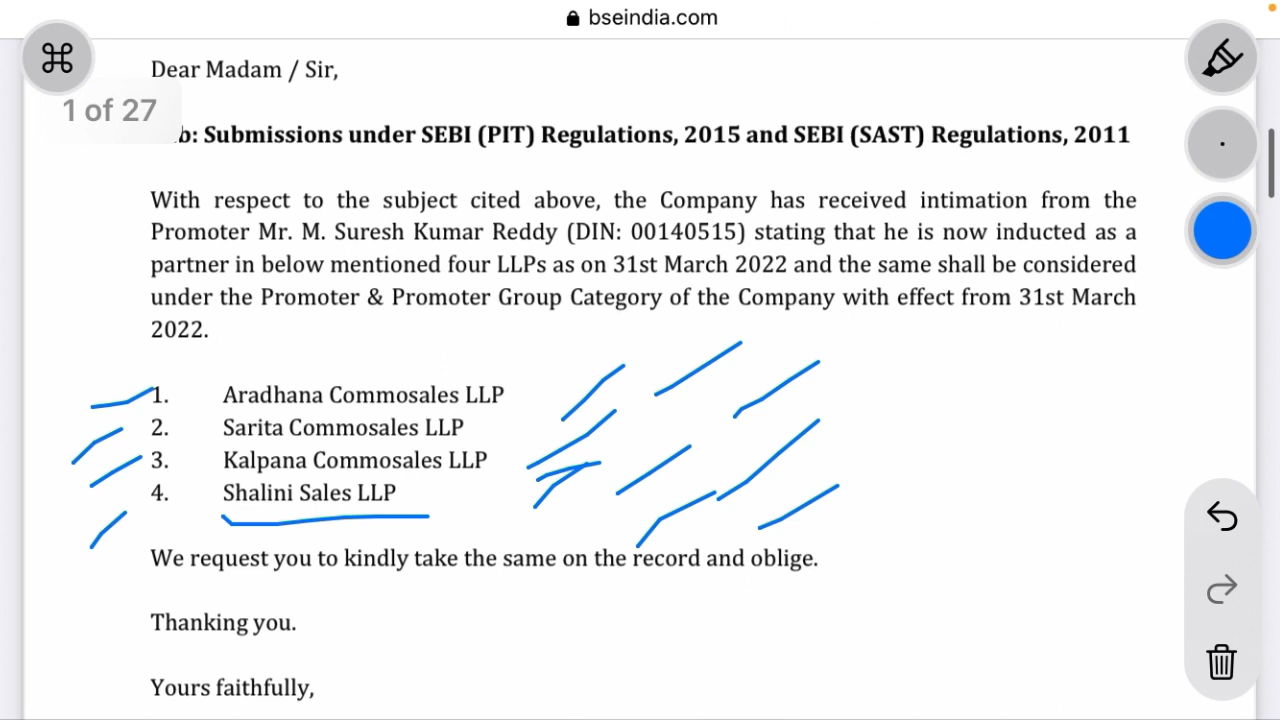 bseindia.com
Dear Madam / Sir,
1 of 27
b: Submissions under SEBI (PIT) Regulations, 2015 and SEBI (SAST) Regulations, 2011
With respect to the subject cited above, the Company has received intimation from the
Promoter Mr. M. Suresh Kumar Reddy (DIN: 00140515) stating that he is now inducted as a
partner in below mentioned four LLPs as on 31st March 2022 and the same shall be considered
under the Promoter & Promoter Group Category of the Company with effect from 31st March
2022.
1. Aradhana Commosales LLP
2. Sarita Commosales LLP
3. Kalpana Commosales LLP
4. Shalini Sales LLP
We request you to kindly take the same on the record and oblige.
Thanking you.
Yours faithfully,